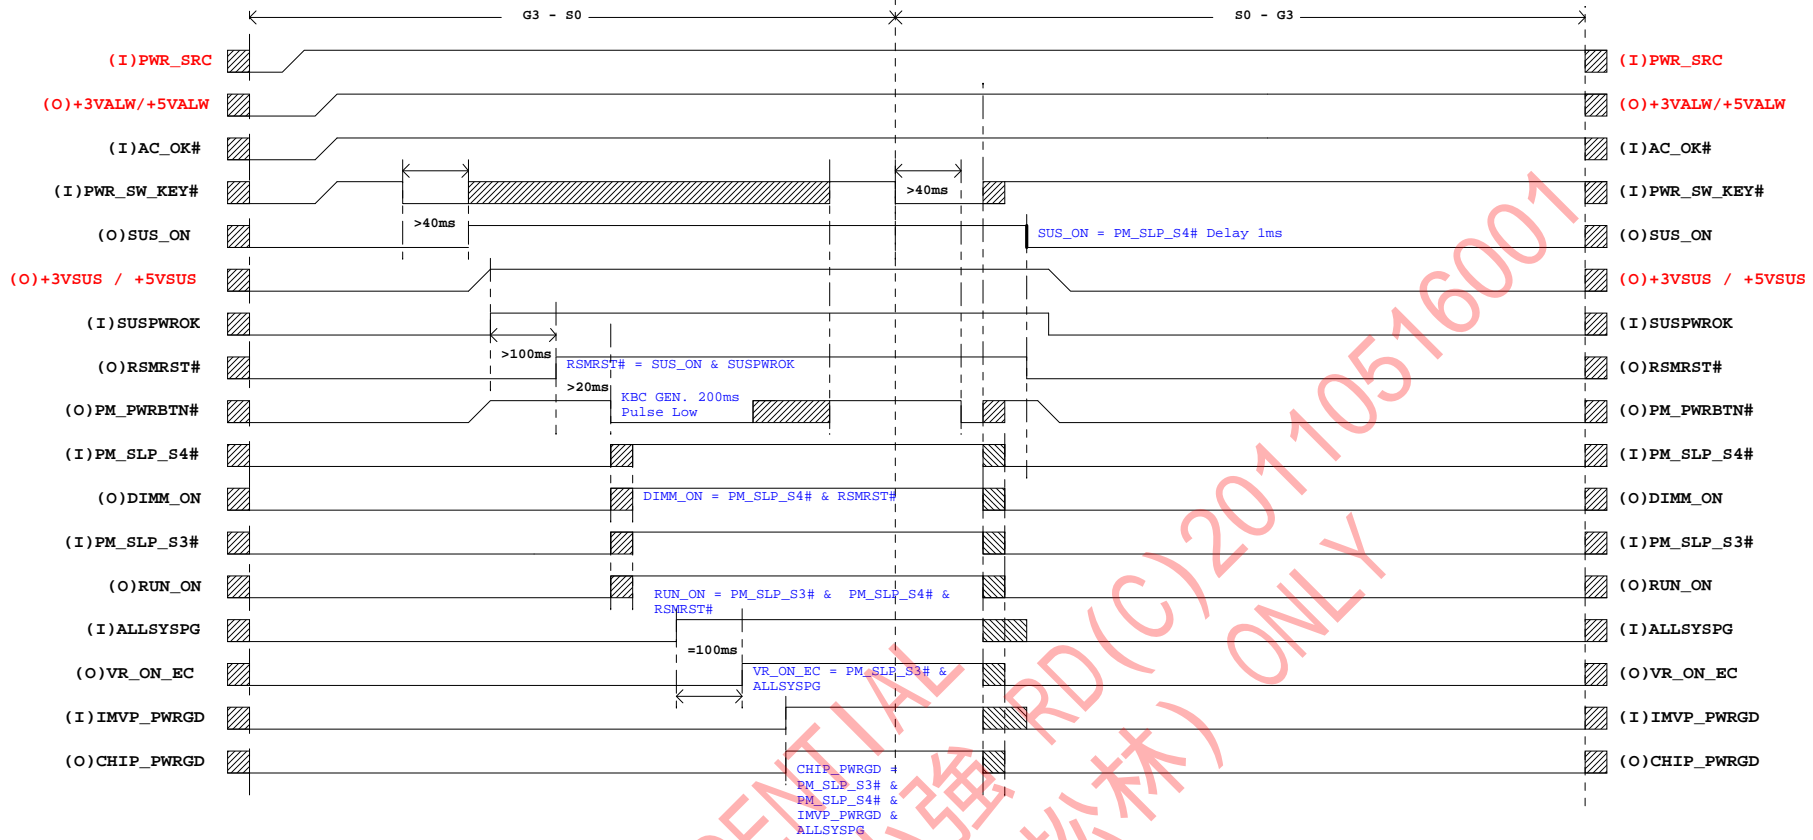 G3 - S0
S0 - G3
(I)PWR_SRC
(I)PWR_SRC
(O)+3VALW/+5VALW
(O)+3VALW/+5VALW
(I)AC_OK#
(I)AC_OK#
(I)PWR_SW_KEY#
>40ms
(I)PWR_SW_KEY#
>40ms
(O)SUS_ON
SUS_ON = PM_SLP_S4# Delay 1ms
(O)SUS_ON
(O)+3VSUS / +5VSUS
(O)+3VSUS / +5VSUS
(I)SUSPWROK
(I)SUSPWROK
>100ms
(O)RSMRST#
RSMRST# = SUS_ON & SUSPWROK
(O)RSMRST#
>20ms
(O)PM_PWRBTN#
KBC GEN. 200ms
Pulse Low
(O)PM_PWRBTN#
(I)PM_SLP_S4#
(I)PM_SLP_S4#
(O)DIMM_ON
DIMM_ON = PM_SLP_S4# & RSMRST#
(O)DIMM_ON
(I)PM_SLP_S3#
(I)PM_SLP_S3#
(O)RUN_ON
RUN_ON = PM_SLP_S3# & PM_SLP_S4# &
RSMRST#
(O)RUN_ON
(I)ALLSYSPG
(I)ALLSYSPG
=100ms
(O)VR_ON_EC
VR_ON_EC = PM_SLP_S3# &
ALLSYSPG
(O)VR_ON_EC
(I)IMVP_PWRGD
(I)IMVP_PWRGD
(O)CHIP_PWRGD
CHIP_PWRGD =
PM_SLP_S3# &
PM_SLP_S4# &
IMVP_PWRGD &
ALLSYSPG
(O)CHIP_PWRGD
RD(C)20110516001
ONLY